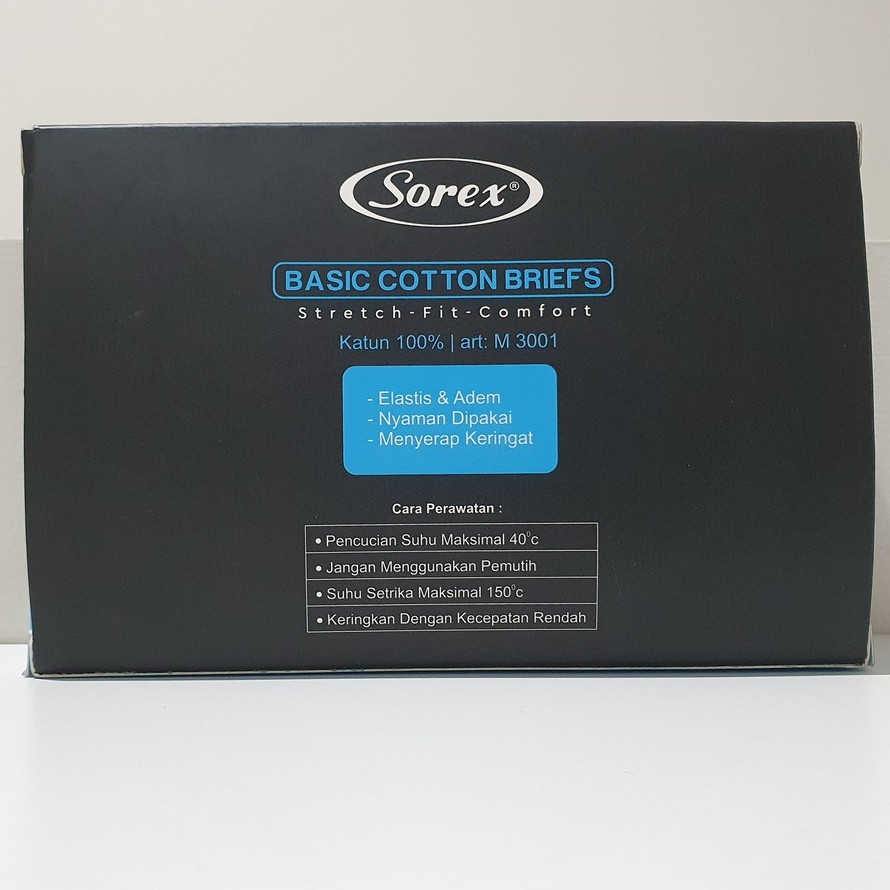 Sorex®
BASIC COTTON BRIEFS
Stretch-Fit-Comfort
Katun 100% | art: M 3001
- Elastis & Adem
- Nyaman Dipakai
- Menyerap Keringat
Cara Perawatan :
• Pencucian Suhu Maksimal 40°c
• Jangan Menggunakan Pemutih
• Suhu Setrika Maksimal 150°c
• Keringkan Dengan Kecepatan Rendah